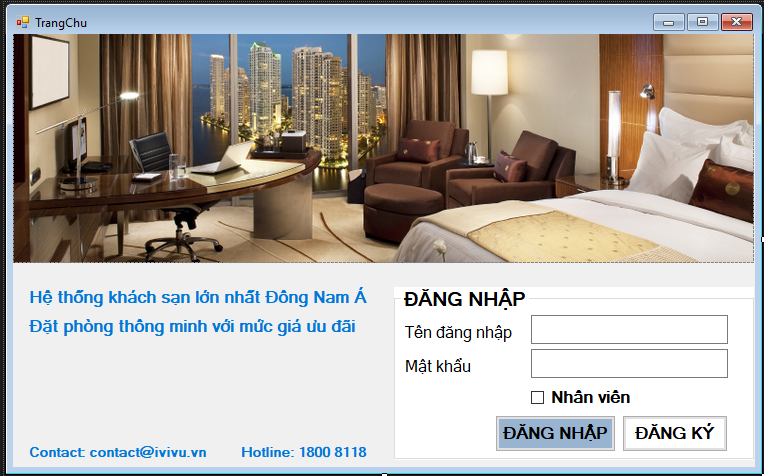 TrangChu
Hệ thống khách sạn lớn nhất Đông Nam Á
Đặt phòng thông minh với mức giá ưu đãi
Contact: contact@ivivu.vn Hotline: 1800 8118
ĐĂNG NHẬP
Tên đăng nhập
Mật khẩu
Nhân viên
ĐĂNG NHẬP ĐĂNG KÝ